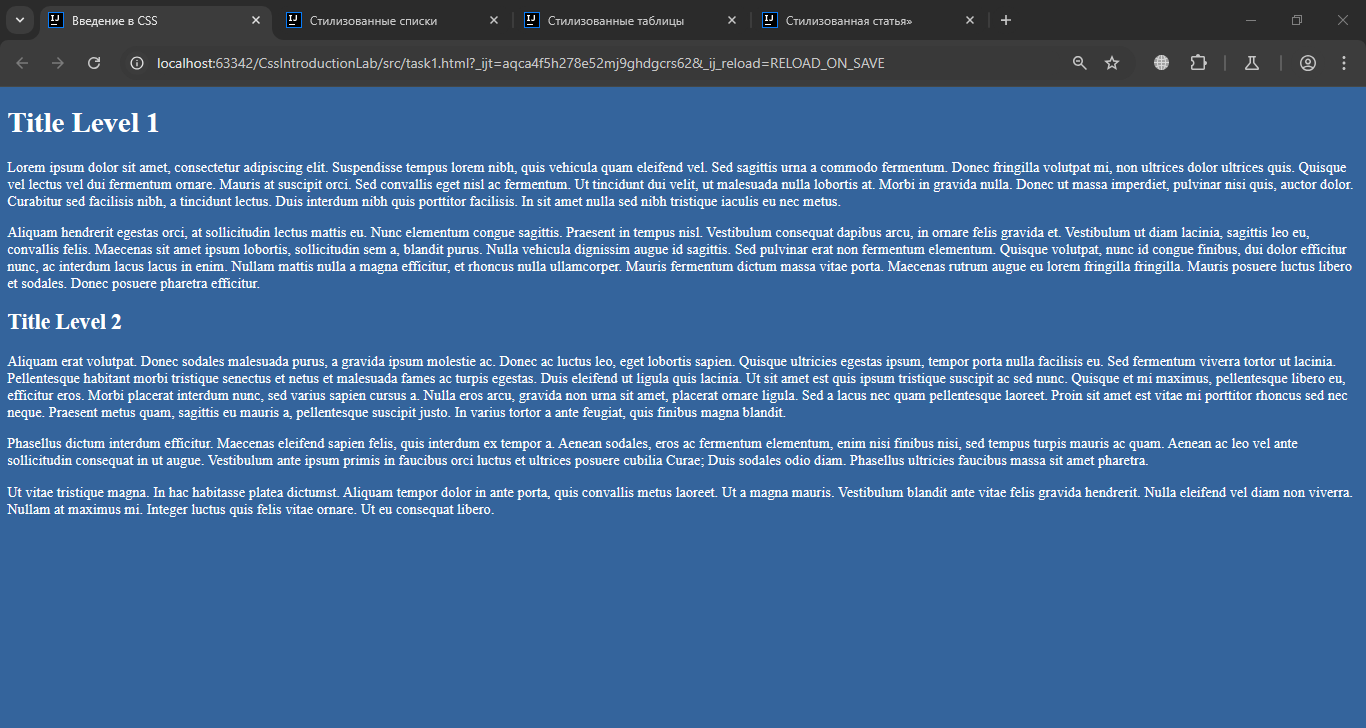 Введение в CSS
Стилизованные списки
Стилизованные таблицы
Стилизованная статья»
localhost:63342/CssIntroductionLab/src/task1.html?_ijt=aqca4f5h278e52mj9ghdgcrs62&_ij_reload=RELOAD_ON_SAVE
Title Level 1
Lorem ipsum dolor sit amet, consectetur adipiscing elit. Suspendisse tempus lorem nibh, quis vehicula quam eleifend vel. Sed sagittis urna a commodo fermentum. Donec fringilla volutpat mi, non ultrices dolor ultrices quis. Quisque
vel lectus vel dui fermentum ornare. Mauris at suscipit orci. Sed convallis eget nisl ac fermentum. Ut tincidunt dui velit, ut malesuada nulla lobortis at. Morbi in gravida nulla. Donec ut massa imperdiet, pulvinar nisi quis, auctor dolor.
Curabitur sed facilisis nibh, a tincidunt lectus. Duis interdum nibh quis porttitor facilisis. In sit amet nulla sed nibh tristique iaculis eu nec metus.
Aliquam hendrerit egestas orci, at sollicitudin lectus mattis eu. Nunc elementum congue sagittis. Praesent in tempus nisl. Vestibulum consequat dapibus arcu, in ornare felis gravida et. Vestibulum ut diam lacinia, sagittis leo eu,
convallis felis. Maecenas sit amet ipsum lobortis, sollicitudin sem a, blandit purus. Nulla vehicula dignissim augue id sagittis. Sed pulvinar erat non fermentum elementum. Quisque volutpat, nunc id congue finibus, dui dolor efficitur
nunc, ac interdum lacus lacus in enim. Nullam mattis nulla a magna efficitur, et rhoncus nulla ullamcorper. Mauris fermentum dictum massa vitae porta. Maecenas rutrum augue eu lorem fringilla fringilla. Mauris posuere luctus libero
et sodales. Donec posuere pharetra efficitur.
Title Level 2
Aliquam erat volutpat. Donec sodales malesuada purus, a gravida ipsum molestie ac. Donec ac luctus leo, eget lobortis sapien. Quisque ultricies egestas ipsum, tempor porta nulla facilisis eu. Sed fermentum viverra tortor ut lacinia.
Pellentesque habitant morbi tristique senectus et netus et malesuada fames ac turpis egestas. Duis eleifend ut ligula quis lacinia. Ut sit amet est quis ipsum tristique suscipit ac sed nunc. Quisque et mi maximus, pellentesque libero eu,
efficitur eros. Morbi placerat interdum nunc, sed varius sapien cursus a. Nulla eros arcu, gravida non urna sit amet, placerat ornare ligula. Sed a lacus nec quam pellentesque laoreet. Proin sit amet est vitae mi porttitor rhoncus sed nec
neque. Praesent metus quam, sagittis eu mauris a, pellentesque suscipit justo. In varius tortor a ante feugiat, quis finibus magna blandit.
Phasellus dictum interdum efficitur. Maecenas eleifend sapien felis, quis interdum ex tempor a. Aenean sodales, eros ac fermentum elementum, enim nisi finibus nisi, sed tempus turpis mauris ac quam. Aenean ac leo vel ante
sollicitudin consequat in ut augue. Vestibulum ante ipsum primis in faucibus orci luctus et ultrices posuere cubilia Curae; Duis sodales odio diam. Phasellus ultricies faucibus massa sit amet pharetra.
Ut vitae tristique magna. In hac habitasse platea dictumst. Aliquam tempor dolor in ante porta, quis convallis metus laoreet. Ut a magna mauris. Vestibulum blandit ante vitae felis gravida hendrerit. Nulla eleifend vel diam non viverra.
Nullam at maximus mi. Integer luctus quis felis vitae ornare. Ut eu consequat libero.